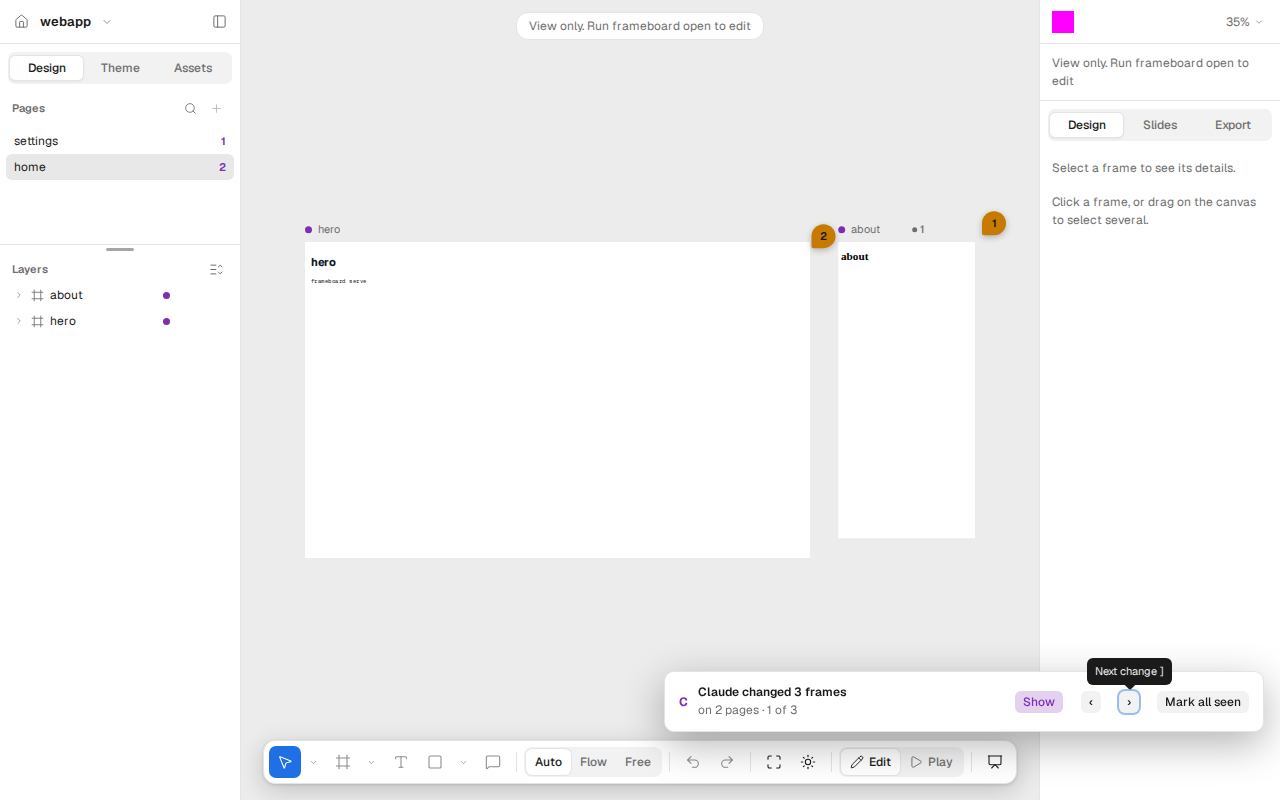 webapp
Design
Theme
Assets
Pages
settings
1
home
2
Layers
about
hero
View only. Run frameboard open to edit
hero
2
about
1
1
hero
frameboard serve
about
35%
View only. Run frameboard open to
edit
Design
Slides
Export
Select a frame to see its details.
Click a frame, or drag on the canvas
to select several.
Next change ]
C
Claude changed 3 frames
on 2 pages · 1 of 3
Show
‹
›
Mark all seen
Auto
Flow
Free
Edit
Play